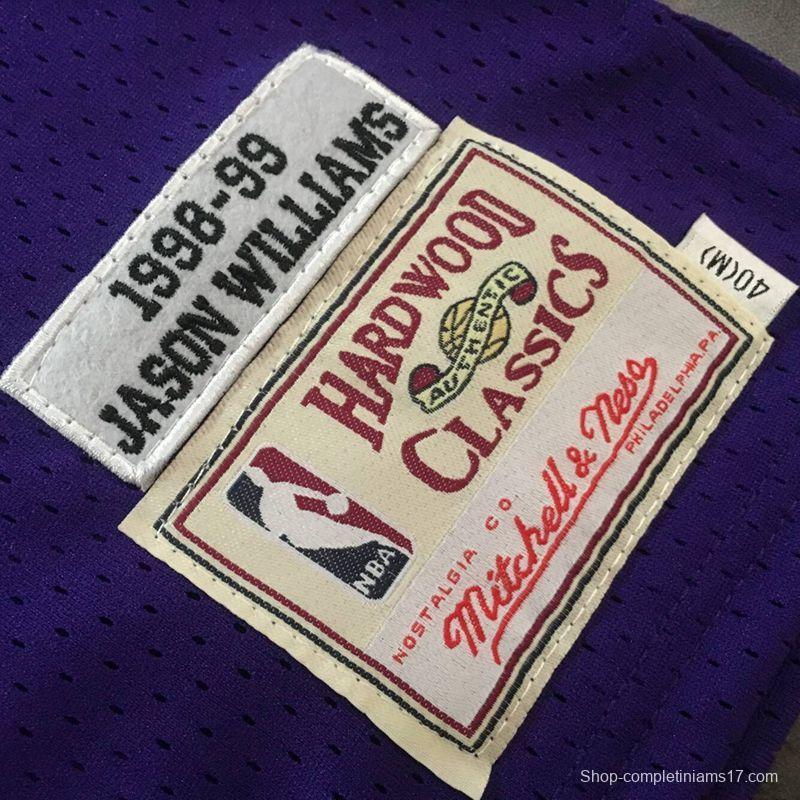 1998-99
JASON WILLIAMS
HARDWOOD
AUTHENTIC
CLASSICS
NBA
NOSTALGIA CO
Mitchell & Ness
PHILADELPHIA, PA.
40(M)
Shop-completiniams17.com